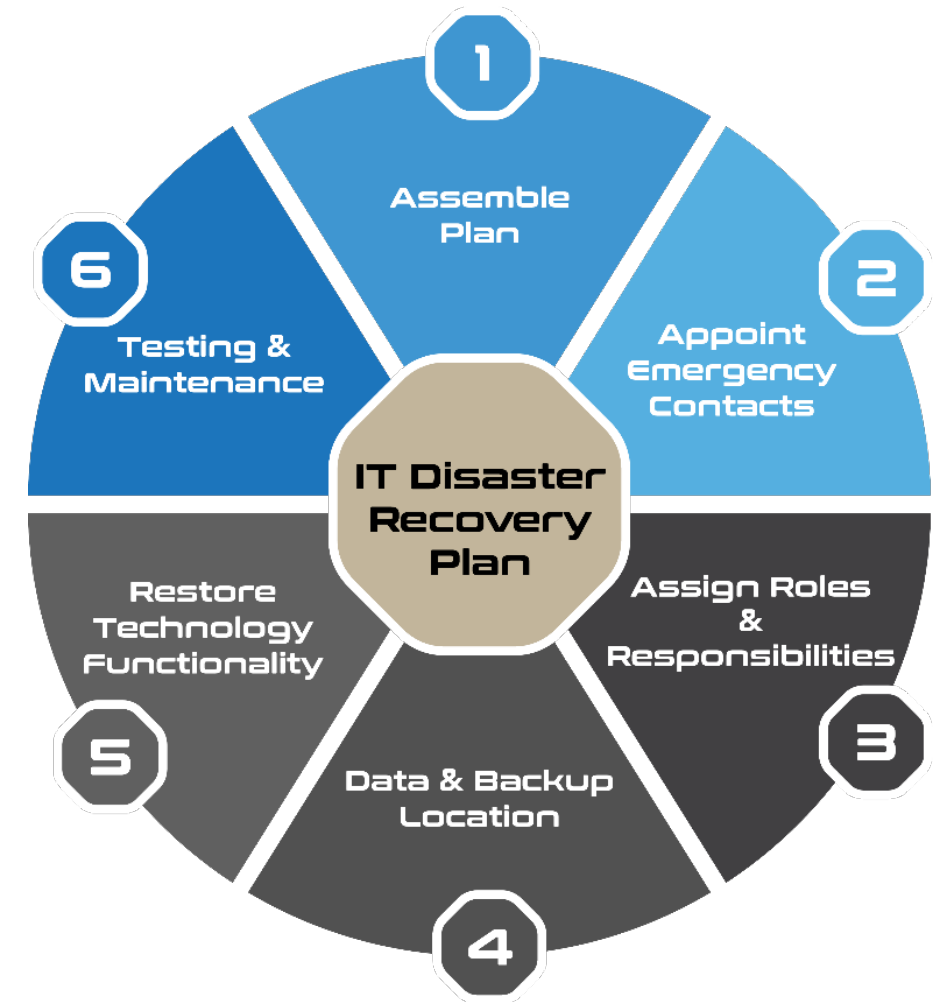 1
Assemble
Plan
2
Appoint
Emergency
Contacts
3
Assign Roles
&
Responsibilities
4
Data & Backup
Location
5
Restore
Technology
Functionality
6
Testing &
Maintenance
IT Disaster
Recovery
Plan